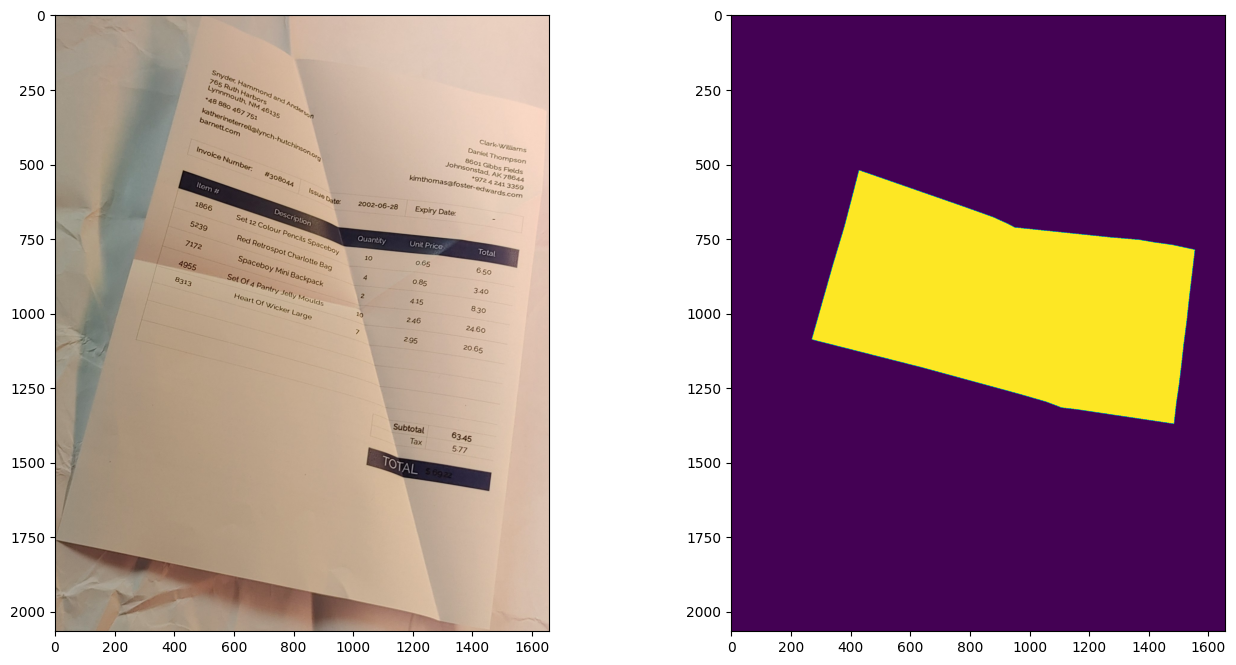 0
250
500
750
1000
1250
1500
1750
2000
0 200 400 600 800 1000 1200 1400 1600
Snyder, Hammond and Anderson
765 Ruth Harbors
Lynnmouth, NM 46135
+48 880 467 751
katherineterrell@lynch-hutchinson.org
barnett.com
Clark-Williams
Daniel Thompson
8601 Gibbs Fields
Johnsonstad, AK 78644
+972 4 241 3359
kimthomas@foster-edwards.com
Invoice Number: #308044 Issue Date: 2002-06-28 Expiry Date: -
Item # Description Quantity Unit Price Total
1866 Set 12 Colour Pencils Spaceboy 10 0.65 6.50
5239 Red Retrospot Charlotte Bag 4 0.85 3.40
7172 Spaceboy Mini Backpack 2 4.15 8.30
4955 Set Of 4 Pantry Jelly Moulds 10 2.46 24.60
8313 Heart Of Wicker Large 7 2.95 20.65
Subtotal 63.45
Tax 5.77
TOTAL
0
250
500
750
1000
1250
1500
1750
2000
0 200 400 600 800 1000 1200 1400 1600